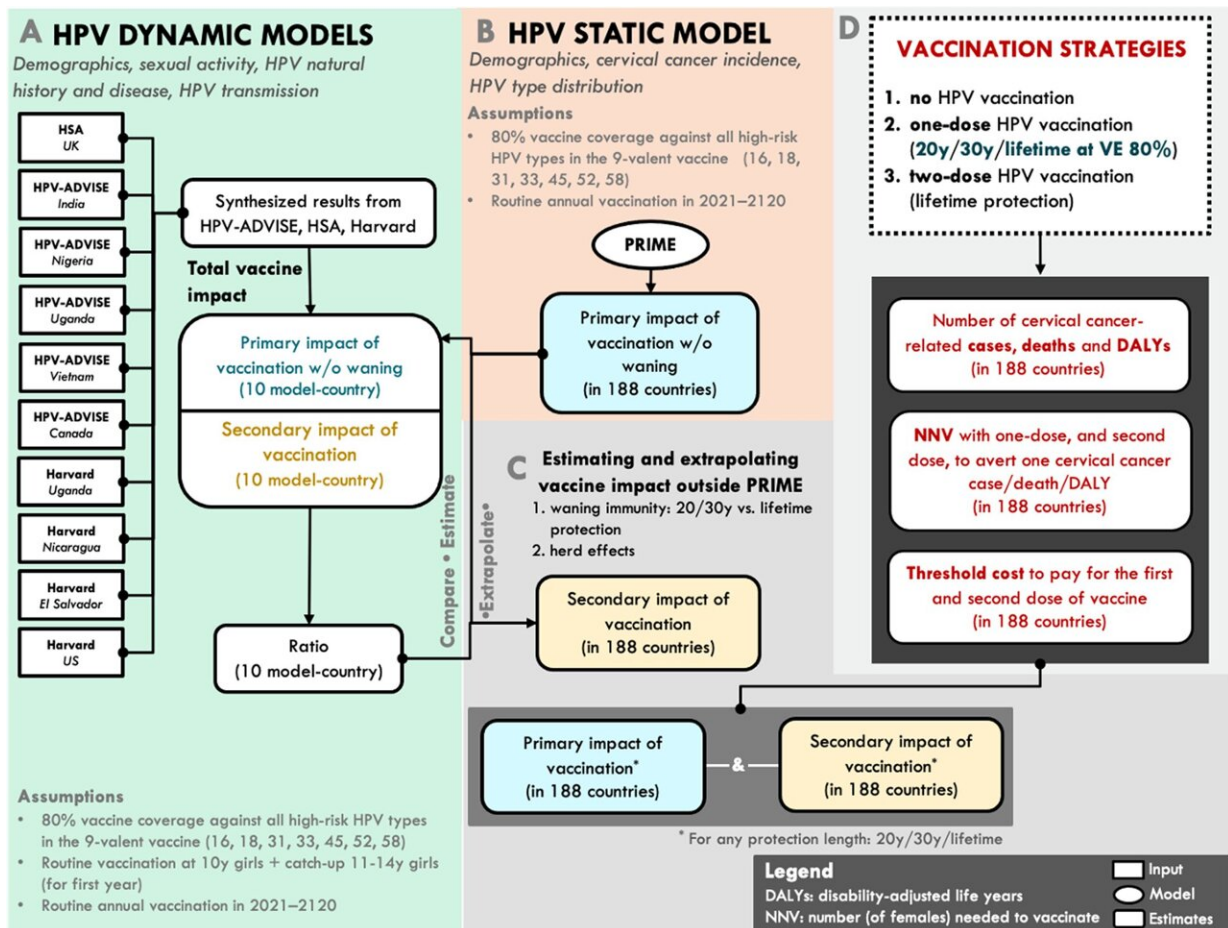 A HPV DYNAMIC MODELS
Demographics, sexual activity, HPV natural
history and disease, HPV transmission
HSA
UK
HPV-ADVISE
India
HPV-ADVISE
Nigeria
HPV-ADVISE
Uganda
HPV-ADVISE
Vietnam
HPV-ADVISE
Canada
Harvard
Uganda
Harvard
Nicaragua
Harvard
El Salvador
Harvard
US
Synthesized results from
HPV-ADVISE, HSA, Harvard
Total vaccine
impact
Primary impact of
vaccination w/o waning
(10 model-country)
Secondary impact of
vaccination
(10 model-country)
Ratio
(10 model-country)
Compare • Estimate
•Extrapolate•
Assumptions
• 80% vaccine coverage against all high-risk HPV types
in the 9-valent vaccine (16, 18, 31, 33, 45, 52, 58)
• Routine vaccination at 10y girls + catch-up 11-14y girls
(for first year)
• Routine annual vaccination in 2021–2120
B HPV STATIC MODEL
Demographics, cervical cancer incidence,
HPV type distribution
Assumptions
• 80% vaccine coverage against all high-risk
HPV types in the 9-valent vaccine (16, 18,
31, 33, 45, 52, 58)
• Routine annual vaccination in 2021–2120
PRIME
Primary impact of
vaccination w/o
waning
(in 188 countries)
C Estimating and extrapolating
vaccine impact outside PRIME
1. waning immunity: 20/30y vs. lifetime
protection
2. herd effects
Secondary impact of
vaccination
(in 188 countries)
D
VACCINATION STRATEGIES
1. no HPV vaccination
2. one-dose HPV vaccination
(20y/30y/lifetime at VE 80%)
3. two-dose HPV vaccination
(lifetime protection)
Number of cervical cancer-
related cases, deaths and DALYs
(in 188 countries)
NNV with one-dose, and second
dose, to avert one cervical cancer
case/death/DALY
(in 188 countries)
Threshold cost to pay for the first
and second dose of vaccine
(in 188 countries)
Primary impact of
vaccination*
(in 188 countries)
&
Secondary impact of
vaccination*
(in 188 countries)
* For any protection length: 20y/30y/lifetime
Legend
DALYs: disability-adjusted life years
NNV: number (of females) needed to vaccinate
Input
Model
Estimates